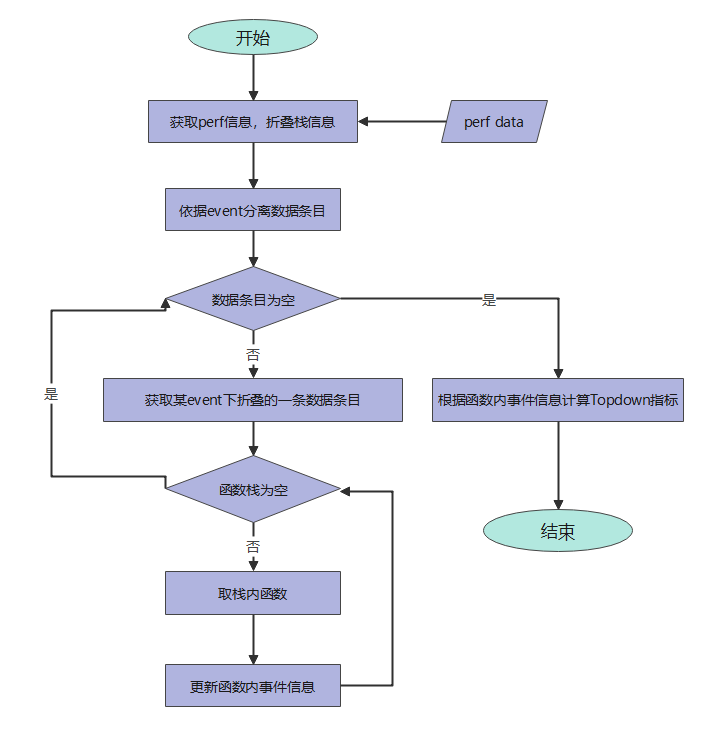 开始
获取perf信息，折叠栈信息
perf data
依据event分离数据条目
数据条目为空
是
否
是
获取某event下折叠的一条数据条目
根据函数内事件信息计算Topdown指标
函数栈为空
否
结束
取栈内函数
更新函数内事件信息